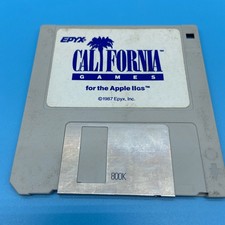 EPYX®
CALIFORNIA
GAMES
for the Apple IIGS™
©1987 Epyx, Inc.
800K